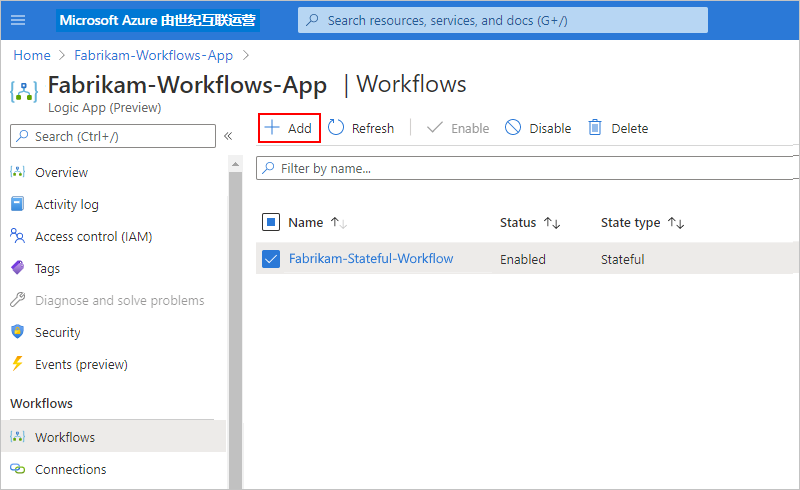 Microsoft Azure 由世纪互联运营
Search resources, services, and docs (G+/)
Home > Fabrikam-Workflows-App >
Fabrikam-Workflows-App | Workflows
Logic App (Preview)
Search (Ctrl+/) «
Add Refresh Enable Disable Delete
Filter by name...
Overview
Activity log
Access control (IAM)
Tags
Diagnose and solve problems
Security
Events (preview)
Workflows
Workflows
Connections
Name ↑↓ Status ↑↓ State type ↑↓
Fabrikam-Stateful-Workflow Enabled Stateful